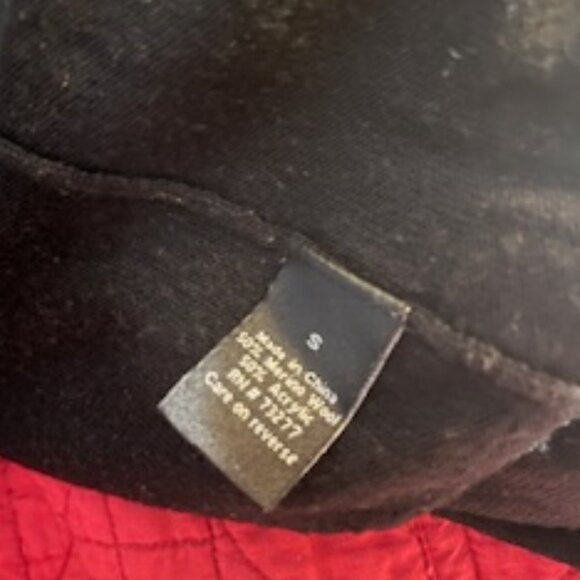 S
Made in China
50% Merino Wool
50% Acrylic
RN # 73277
Care on reverse